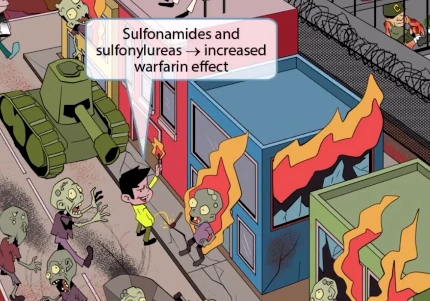 Sulfonamides and
sulfonylureas → increased
warfarin effect